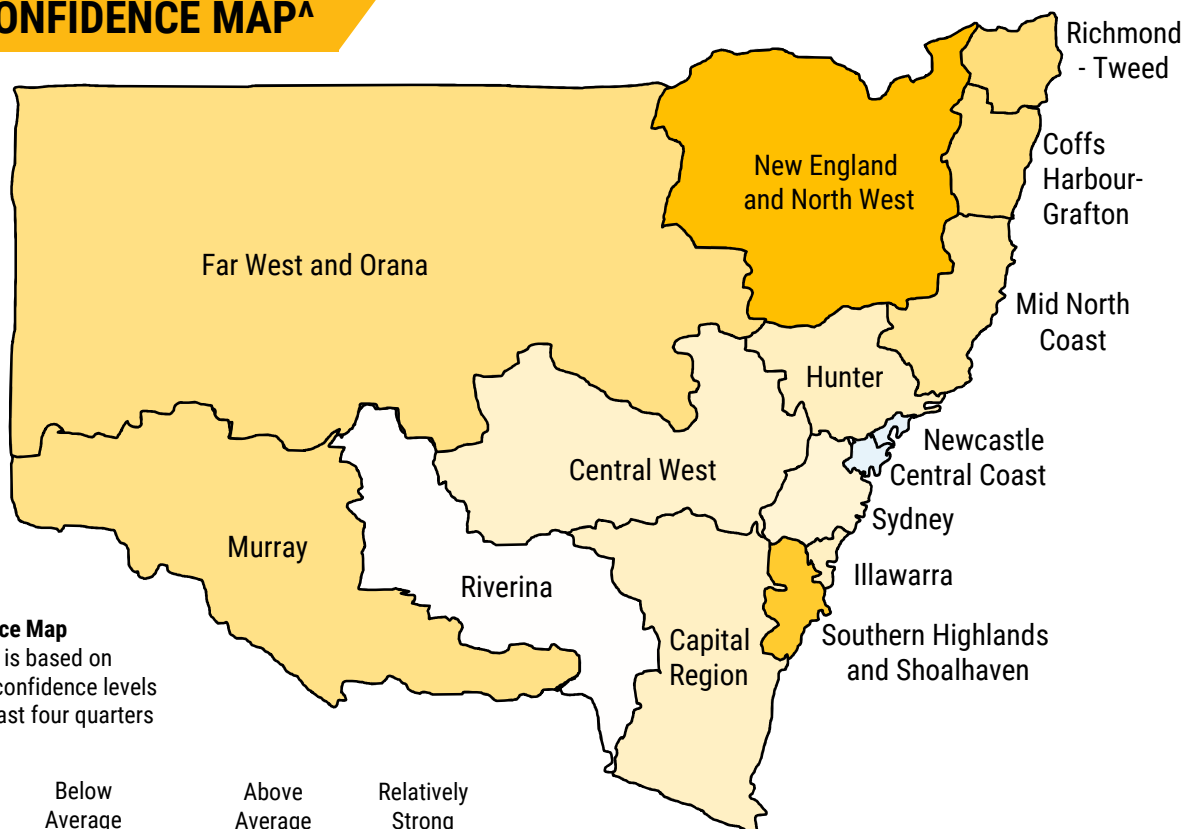 ONFIDENCE MAP^
Richmond
- Tweed
New England
and North West
Coffs
Harbour-
Grafton
Far West and Orana
Mid North
Coast
Hunter
Newcastle
Central Coast
Central West
Sydney
Murray
Illawarra
Riverina
Southern Highlands
and Shoalhaven
Capital
Region
ce Map
is based on
confidence levels
ast four quarters
Below
Average
Above
Average
Relatively
Strong